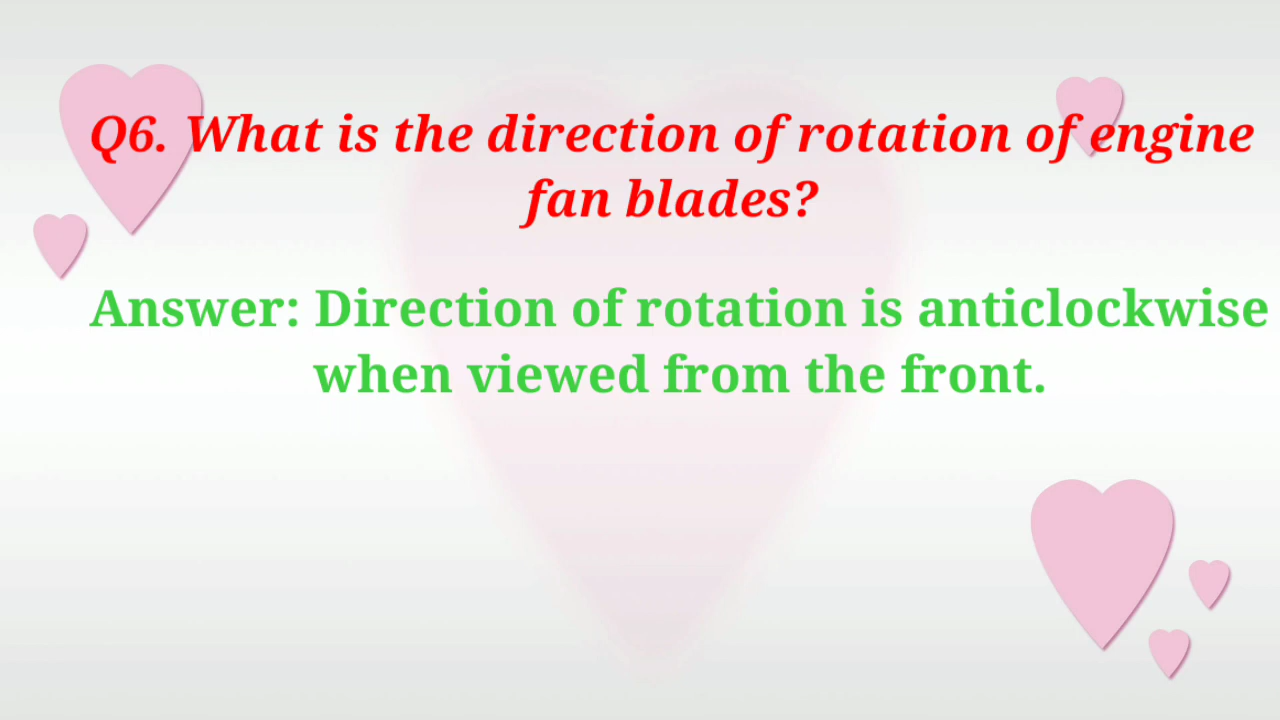 Q6. What is the direction of rotation of engine
fan blades?
Answer: Direction of rotation is anticlockwise
when viewed from the front.